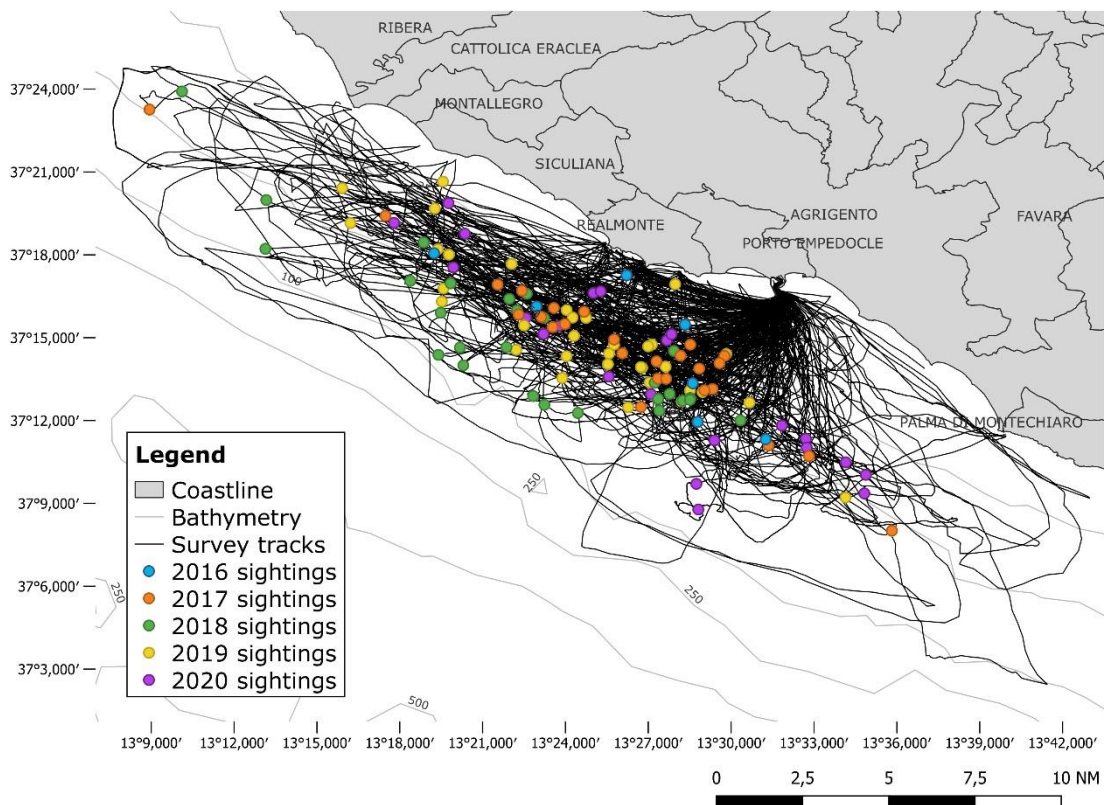 RIBERA
CATTOLICA ERACLEA
37°24,000′
MONTALLEGRO
37°21,000′
SICULIANA
AGRIGENTO
FAVARA
REALMONTE
PORTO EMPEDOCLE
37°18,000′
100
37°15,000′
37°12,000′
PALMA DI MONTECHIARO
Legend
Coastline
Bathymetry
Survey tracks
2016 sightings
2017 sightings
2018 sightings
2019 sightings
2020 sightings
250
37°9,000′
37°6,000′
250
250
37°3,000′
500
13°9,000′ 13°12,000′ 13°15,000′ 13°18,000′ 13°21,000′ 13°24,000′ 13°27,000′ 13°30,000′ 13°33,000′ 13°36,000′ 13°39,000′ 13°42,000′
0 2,5 5 7,5 10 NM